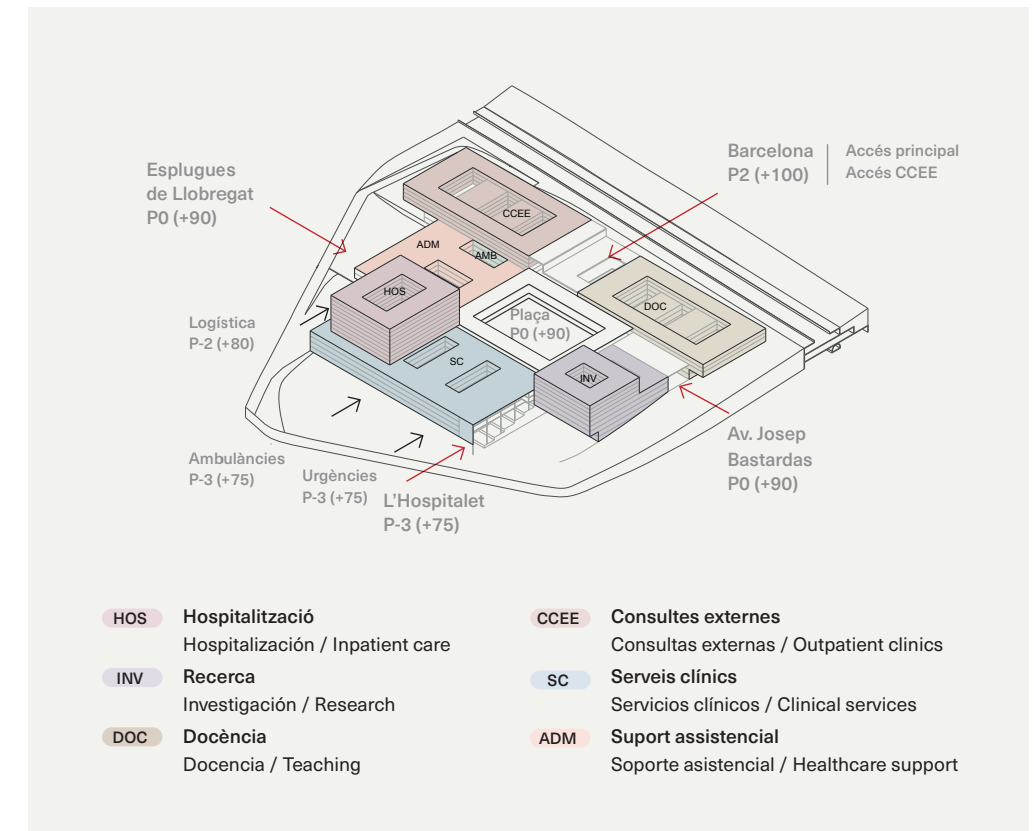 Esplugues
de Llobregat
P0 (+90)
Barcelona
P2 (+100)
Accés principal
Accés CCEE
CCEE
ADM
AMB
HOS
DOC
Plaça
P0 (+90)
Logística
P-2 (+80)
SC
INV
Av. Josep
Bastardas
P0 (+90)
Ambulàncies
P-3 (+75)
Urgències
P-3 (+75)
L'Hospitalet
P-3 (+75)
HOS Hospitalització
Hospitalización / Inpatient care
INV Recerca
Investigación / Research
DOC Docència
Docencia / Teaching
CCEE Consultes externes
Consultas externas / Outpatient clinics
SC Serveis clínics
Servicios clínicos / Clinical services
ADM Suport assistencial
Soporte asistencial / Healthcare support